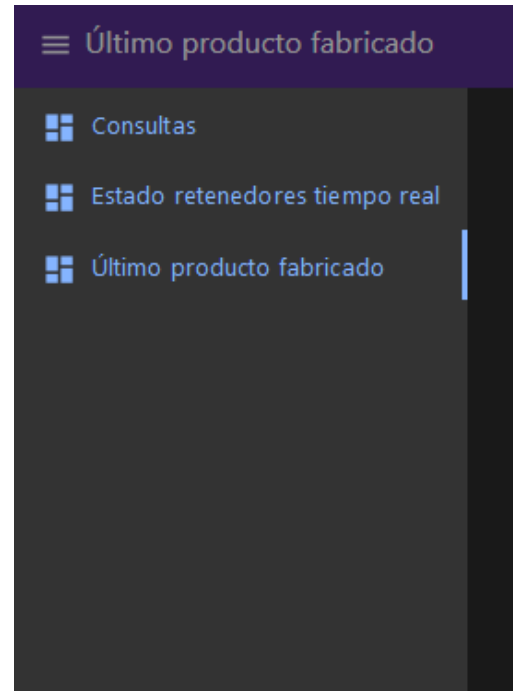 Último producto fabricado
Consultas
Estado retenedores tiempo real
Último producto fabricado